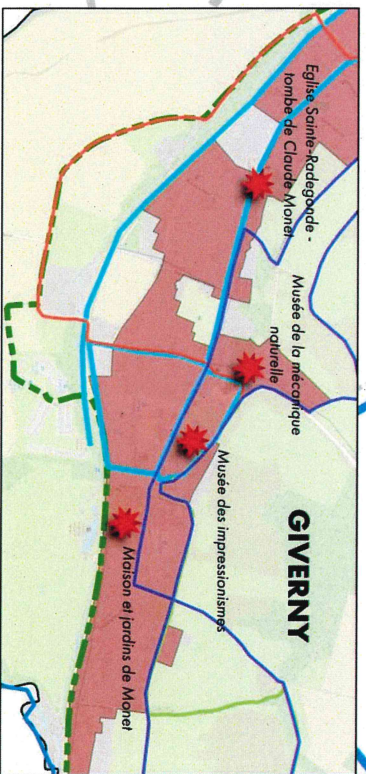 Eglise Sainte-Radegonde -
tombe de Claude Monet
Musée de la mécanique
naturelle
Musée des impressionismes
Maison et jardins de Monet
GIVERNY